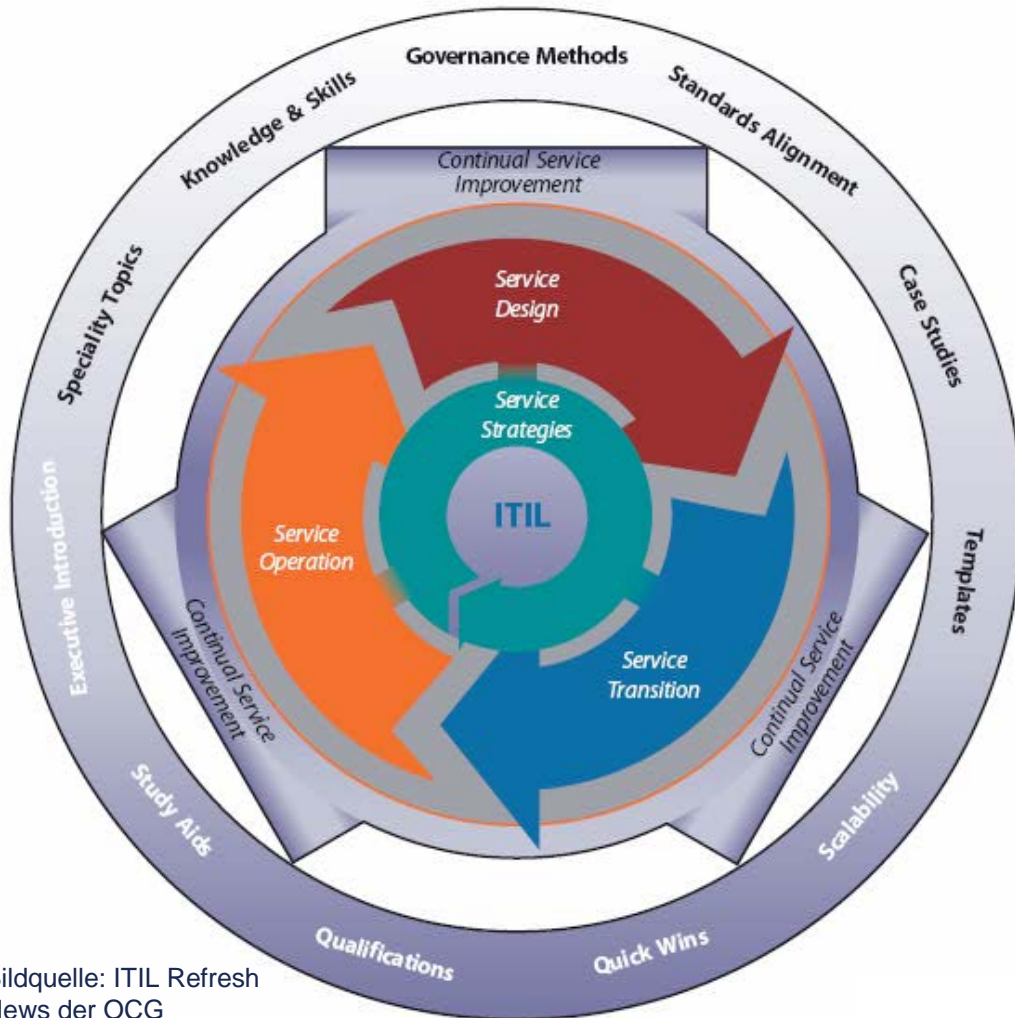 Governance Methods
Knowledge & Skills
Standards Alignment
Continual Service
Improvement
Speciality Topics
Case Studies
Service
Design
Service
Strategies
ITIL
Executive Introduction
Service
Operation
Templates
Continual Service
Improvement
Service
Transition
Continual Service
Improvement
Study Aids
Scalability
Qualifications
Quick Wins
ildquelle: ITIL Refresh
News der OCG